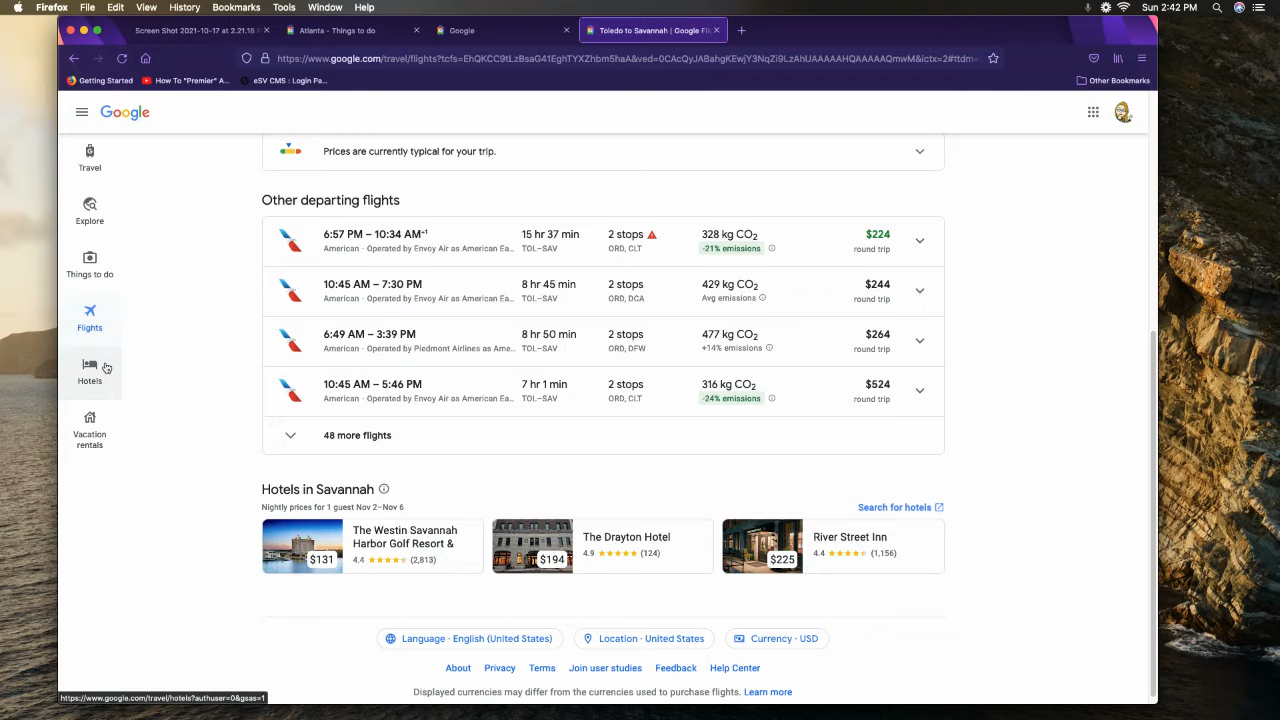 Firefox File Edit View History Bookmarks Tools Window Help
Sun 2:42 PM
Screen Shot 2021-10-17 at 2.21.18 P
Atlanta - Things to do
Google
Toledo to Savannah | Google Fli
https://www.google.com/travel/flights?tcfs=
Getting Started
How To "Premier" A...
eSV CMS : Login Pa...
Other Bookmarks
Google
Travel
Explore
Things to do
Flights
Hotels
Vacation
rentals
Prices are currently typical for your trip.
Other departing flights
6:57 PM – 10:34 AM+1 15 hr 37 min 2 stops 328 kg CO2 $224
American · Operated by Envoy Air as American Ea... TOL–SAV ORD, CLT -21% emissions round trip
10:45 AM – 7:30 PM 8 hr 45 min 2 stops 429 kg CO2 $244
American · Operated by Envoy Air as American Ea... TOL–SAV ORD, DCA Avg emissions round trip
6:49 AM – 3:39 PM 8 hr 50 min 2 stops 477 kg CO2 $264
American · Operated by Piedmont Airlines as Ame... TOL–SAV ORD, DFW +14% emissions round trip
10:45 AM – 5:46 PM 7 hr 1 min 2 stops 316 kg CO2 $524
American · Operated by Envoy Air as American Ea... TOL–SAV ORD, CLT -24% emissions round trip
48 more flights
Hotels in Savannah
Nightly prices for 1 guest Nov 2–Nov 6
Search for hotels
The Westin Savannah
Harbor Golf Resort &
$131
4.4 (2,813)
The Drayton Hotel
$194
4.9 (124)
River Street Inn
$225
4.4 (1,156)
Language · English (United States)
Location · United States
Currency · USD
About Privacy Terms Join user studies Feedback Help Center
Displayed currencies may differ from the currencies used to purchase flights. Learn more
https://www.google.com/travel/hotels?authuser=0&gsas=1